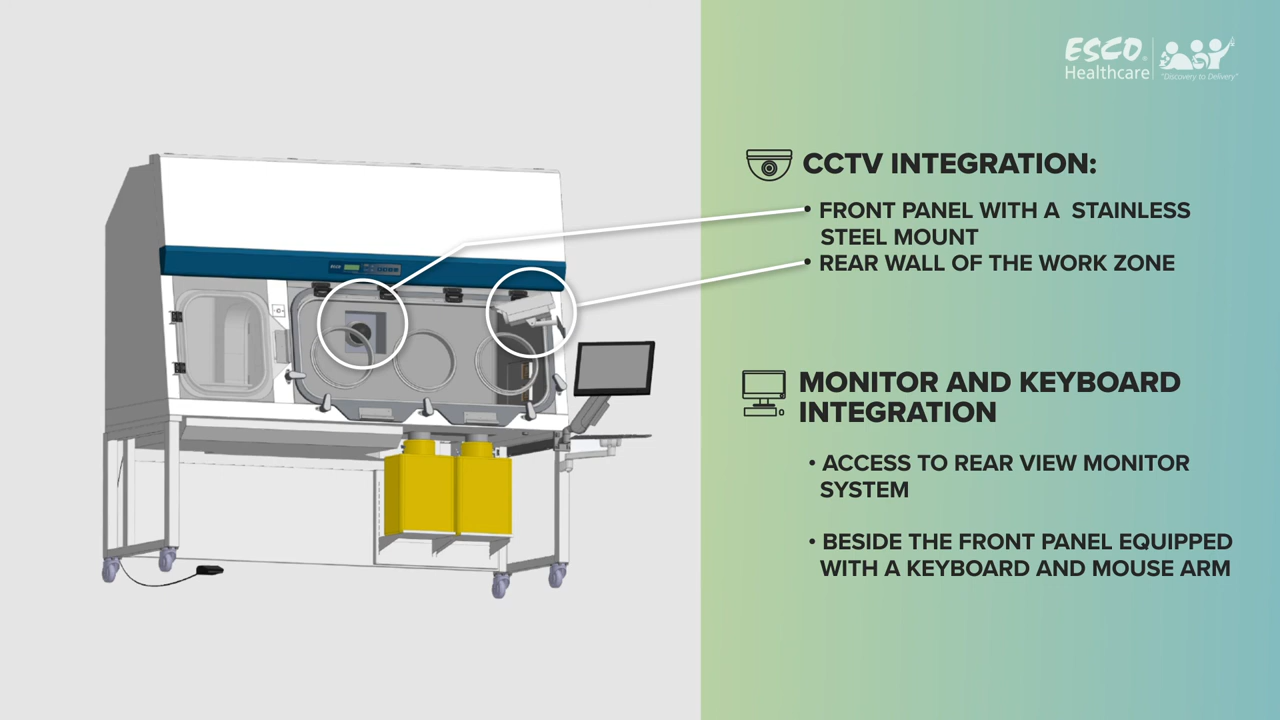 ESCO
Healthcare
"Discovery to Delivery"
CCTV INTEGRATION:
• FRONT PANEL WITH A STAINLESS
STEEL MOUNT
• REAR WALL OF THE WORK ZONE
MONITOR AND KEYBOARD
INTEGRATION
• ACCESS TO REAR VIEW MONITOR
SYSTEM
• BESIDE THE FRONT PANEL EQUIPPED
WITH A KEYBOARD AND MOUSE ARM